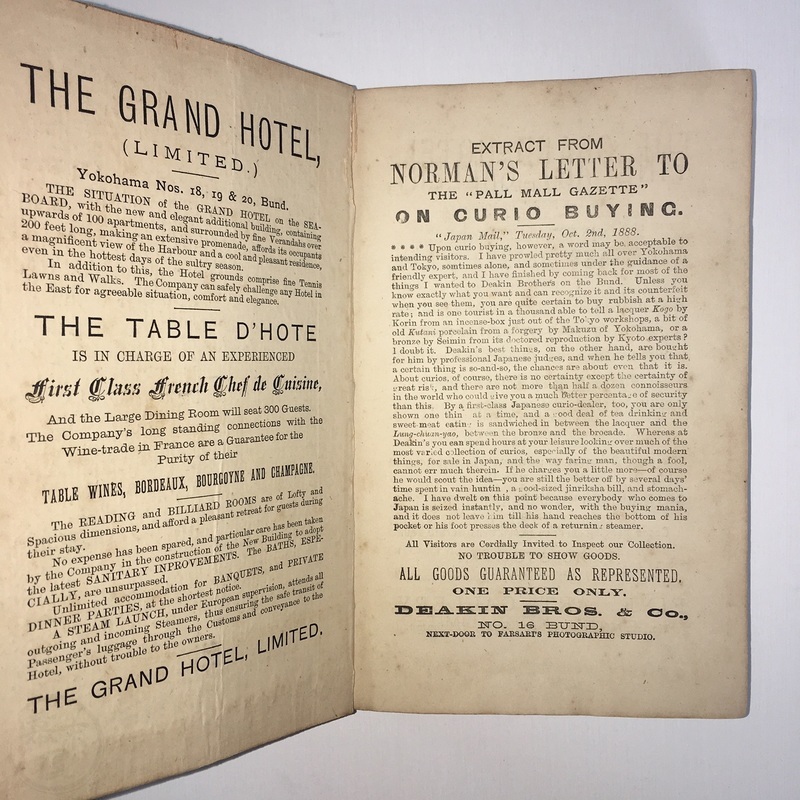 THE GRAND HOTEL,
(LIMITED.)
Yokohama Nos. 18, 19 & 20, Bund.
THE SITUATION of the GRAND HOTEL on the SEA-
BOARD, with the new and elegant additional building, containing
upwards of 100 apartments, and surrounded by fine Verandahs over
200 feet long, making an extensive promenade, affords its occupants
a magnificent view of the Harbour and a cool and pleasant residence,
even in the hottest days of the sultry season.
In addition to this, the Hotel grounds comprise fine Tennis
Lawns and Walks. The Company can safely challenge any Hotel in
the East for agreeable situation, comfort and elegance.
THE TABLE D'HOTE
IS IN CHARGE OF AN EXPERIENCED
First Class French Chef de Cuisine,
And the Large Dining Room will seat 300 Guests.
The Company's long standing connections with the
Wine-trade in France are a Guarantee for the
Purity of their
TABLE WINES, BORDEAUX, BOURGOYNE AND CHAMPAGNE.
The READING and BILLIARD ROOMS are of Lofty and
Spacious dimensions, and afford a pleasant retreat for guests during
their stay.
No expense has been spared, and particular care has been taken
by the Company in the construction of the New Building to adopt
the latest SANITARY INPROVEMENTS. The BATHS, ESPE-
CIALLY, are unsurpassed.
Unlimited accommodation for BANQUETS, and PRIVATE
DINNER PARTIES, at the shortest notice.
A STEAM LAUNCH, under European supervision, attends all
outgoing and incoming Steamers, thus ensuring the safe transit of
Passenger's luggage through the Customs and conveyance to the
Hotel, without trouble to the owners.
THE GRAND HOTEL, LIMITED.
EXTRACT FROM
NORMAN'S LETTER TO
THE "PALL MALL GAZETTE"
ON CURIO BUYING.
"Japan Mail," Tuesday, Oct. 2nd, 1888.
* * * * Upon curio buying, however, a word may be acceptable to
intending visitors. I have prowled pretty much all over Yokohama
and Tokyo, somtimes alone, and sometimes under the guidance of a
friendly expert, and I have finished by coming back for most of the
things I wanted to Deakin Brothers on the Bund. Unless you
know exactly what you want and can recognize it and its counterfeit
when you see them, you are quite certain to buy rubbish at a high
rate; and is one tourist in a thousand able to tell a lacquer Kogo by
Korin from an incense-box just out of the Tokyo workshops, a bit of
old Kutani porcelain from a forgery by Makuzu of Yokohama, or a
bronze by Seimin from its doctored reproduction by Kyoto experts?
I doubt it. Deakin's best things, on the other hand, are bought
for him by professional Japanese judges, and when he tells you that
a certain thing is so-and-so, the chances are about even that it is.
About curios, of course, there is no certainty except the certainty of
great risk, and there are not more than half a dozen connoisseurs
in the world who could give you a much better percentage of security
than this. By a first-class Japanese curio-dealer, too, you are only
shown one thin at a time, and a good deal of tea drinking and
sweet meat eating is sandwiched in between the lacquer and the
Lung-chuan-yao, between the bronze and the brocade. Whereas at
Deakin's you can spend hours at your leisure looking over much of the
most varied collection of curios, especially of the beautiful modern
things, for sale in Japan, and the way faring man, though a fool,
cannot err much therein. If he charges you a little more—of course
he would scout the idea—you are still the better off by several days'
time spent in vain huntin , a good-sized jinriksha bill, and stomach-
ache. I have dwelt on this point because everybody who comes to
Japan is seized instantly, and no wonder, with the buying mania,
and it does not leave him till his hand reaches the bottom of his
pocket or his foot presses the deck of a returning steamer.
All Visitors are Cordially Invited to Inspect our Collection.
NO TROUBLE TO SHOW GOODS.
ALL GOODS GUARANTEED AS REPRESENTED.
ONE PRICE ONLY.
DEAKIN BROS. & Co.,
NO. 16 BUND,
NEXT-DOOR TO FARSARI'S PHOTOGRAPHIC STUDIO.